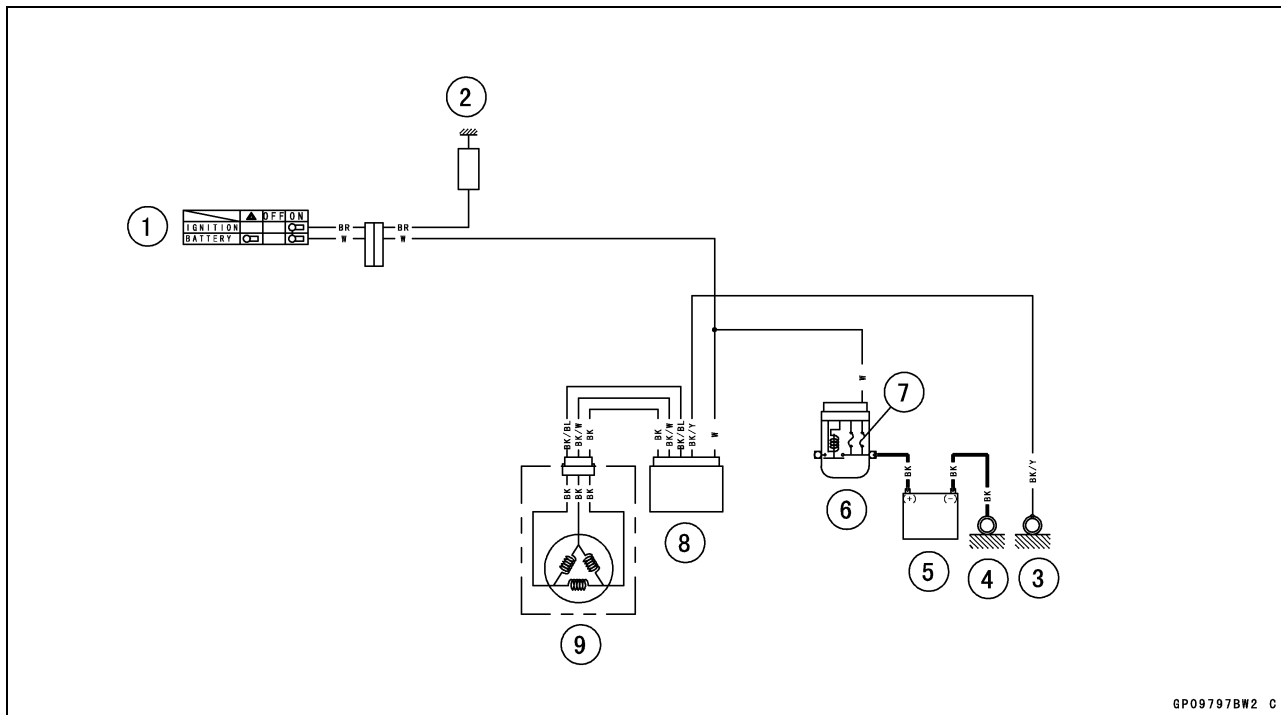 2
1
OFF ON
IGNITION
BATTERY
BR
BR
W
W
W
7
BK/BL
BK/W
BK
BK
BK/W
BK/BL
BK/Y
W
BK/Y
BK
BK
BK
BK
BK
BK
(+)
(-)
6
8
5
4
3
9
GP09797BW2 C